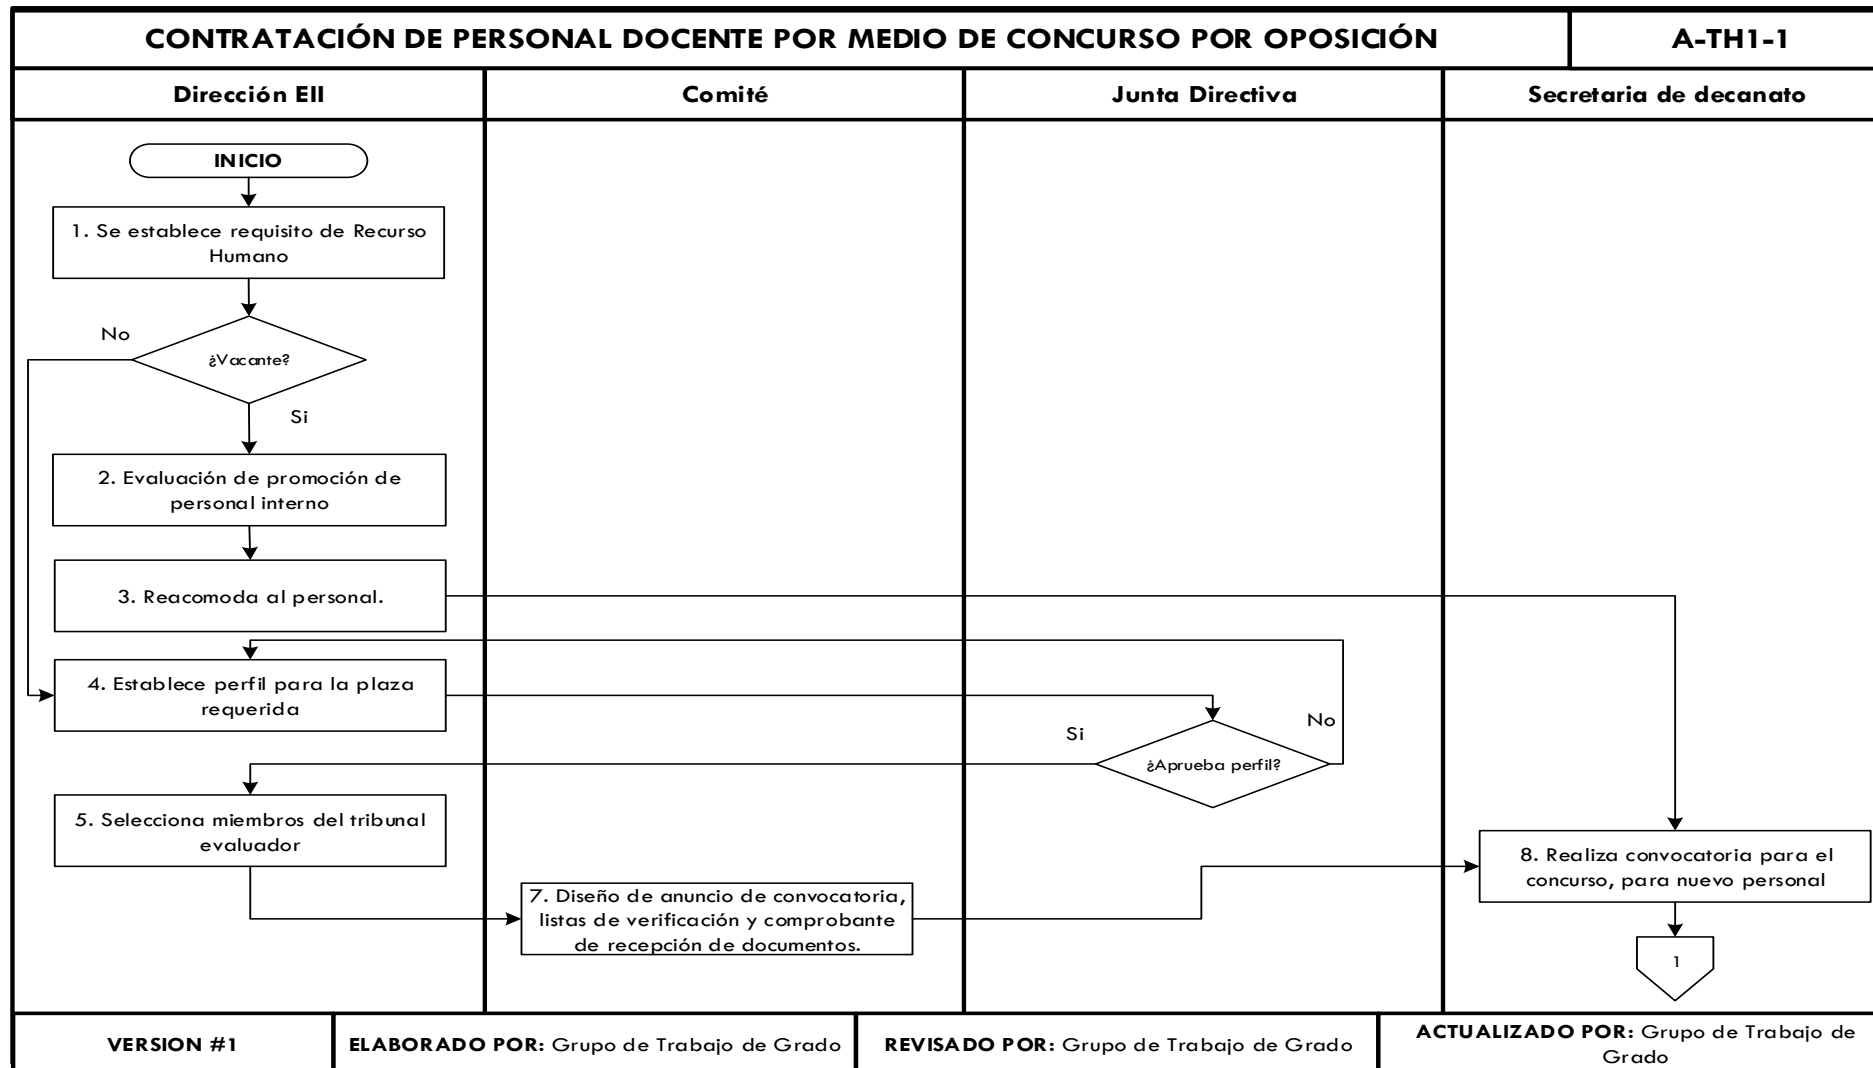 CONTRATACIÓN DE PERSONAL DOCENTE POR MEDIO DE CONCURSO POR OPOSICIÓN
A-TH1-1
Dirección EII
Comité
Junta Directiva
Secretaria de decanato
INICIO
1. Se establece requisito de Recurso
Humano
No
¿Vacante?
Si
2. Evaluación de promoción de
personal interno
3. Reacomoda al personal.
4. Establece perfil para la plaza
requerida
Si
No
¿Aprueba perfil?
5. Selecciona miembros del tribunal
evaluador
7. Diseño de anuncio de convocatoria,
listas de verificación y comprobante
de recepción de documentos.
8. Realiza convocatoria para el
concurso, para nuevo personal
1
VERSION #1
ELABORADO POR: Grupo de Trabajo de Grado
REVISADO POR: Grupo de Trabajo de Grado
ACTUALIZADO POR: Grupo de Trabajo de
Grado